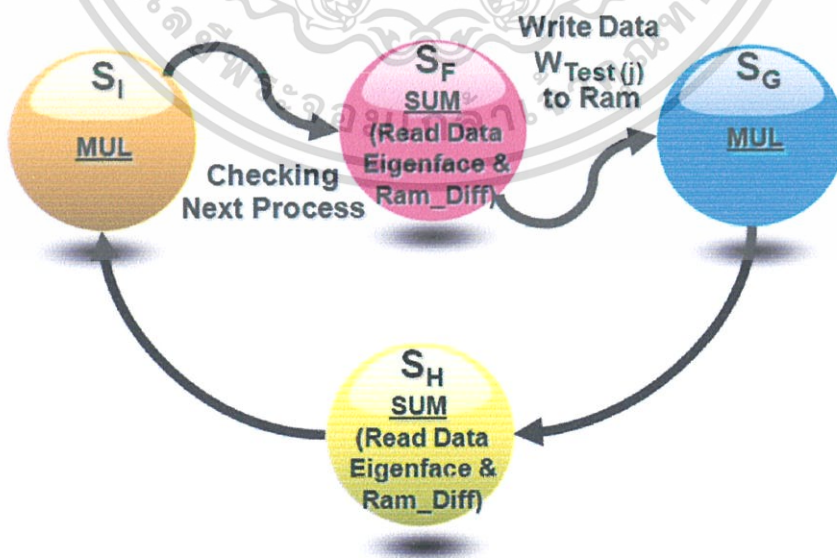 S_I
MUL
Checking
Next Process
S_F
SUM
(Read Data
Eigenface &
Ram_Diff)
Write Data
W_Test (j)
to Ram
S_G
MUL
S_H
SUM
(Read Data
Eigenface &
Ram_Diff)